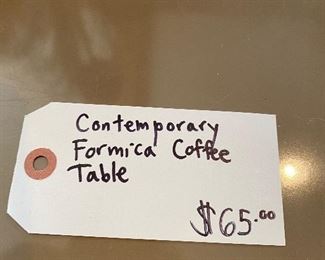 Contemporary
Formica Coffee
Table
$65.00